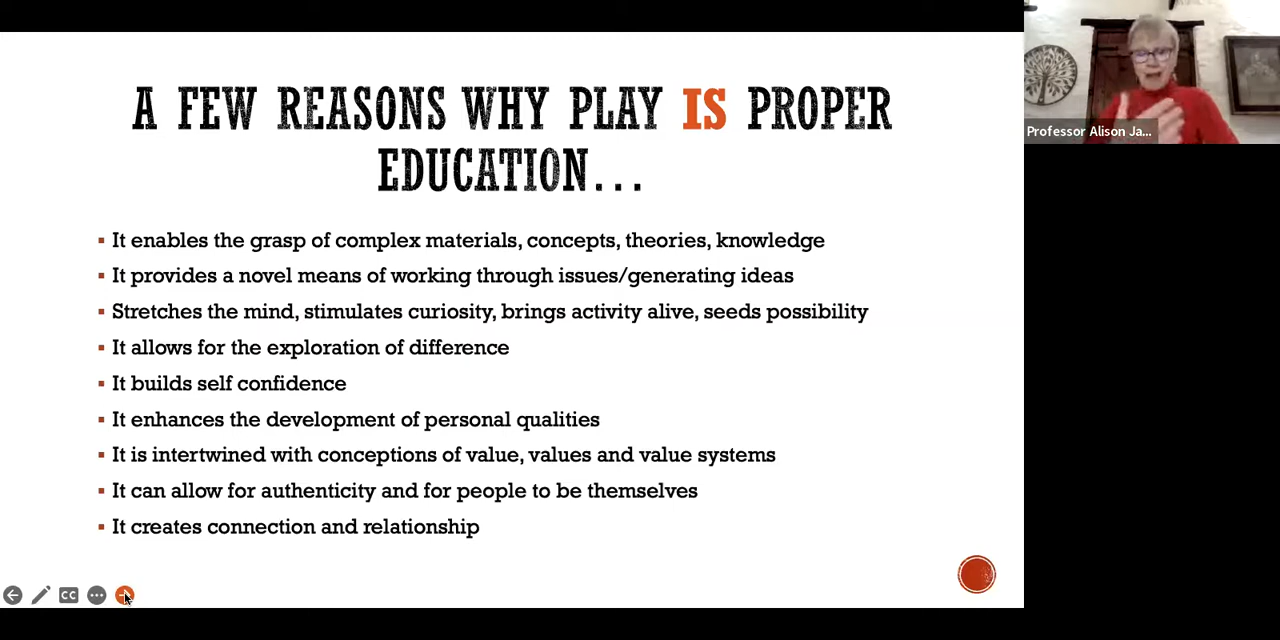 A FEW REASONS WHY PLAY IS PROPER
EDUCATION...
▪ It enables the grasp of complex materials, concepts, theories, knowledge
▪ It provides a novel means of working through issues/generating ideas
▪ Stretches the mind, stimulates curiosity, brings activity alive, seeds possibility
▪ It allows for the exploration of difference
▪ It builds self confidence
▪ It enhances the development of personal qualities
▪ It is intertwined with conceptions of value, values and value systems
▪ It can allow for authenticity and for people to be themselves
▪ It creates connection and relationship
Professor Alison Ja...
CC